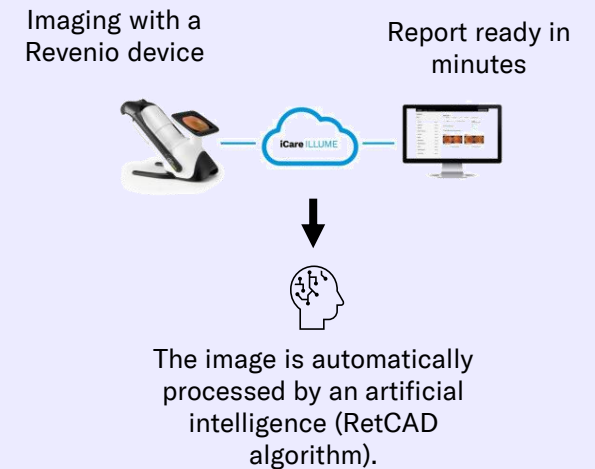 Imaging with a
Revenio device
Report ready in
minutes
iCare ILLUME
The image is automatically
processed by an artificial
intelligence (RetCAD
algorithm).